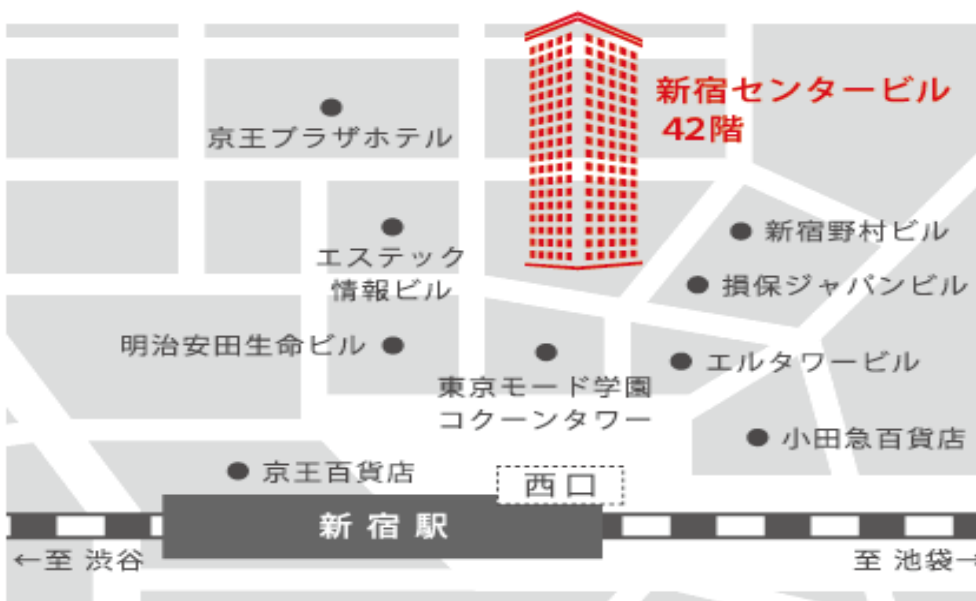 新宿センタービル
42階
京王プラザホテル
エステック
情報ビル
新宿野村ビル
損保ジャパンビル
明治安田生命ビル
東京モード学園
コクーンタワー
エルタワービル
小田急百貨店
京王百貨店
西口
新宿駅
←至 渋谷
至 池袋→